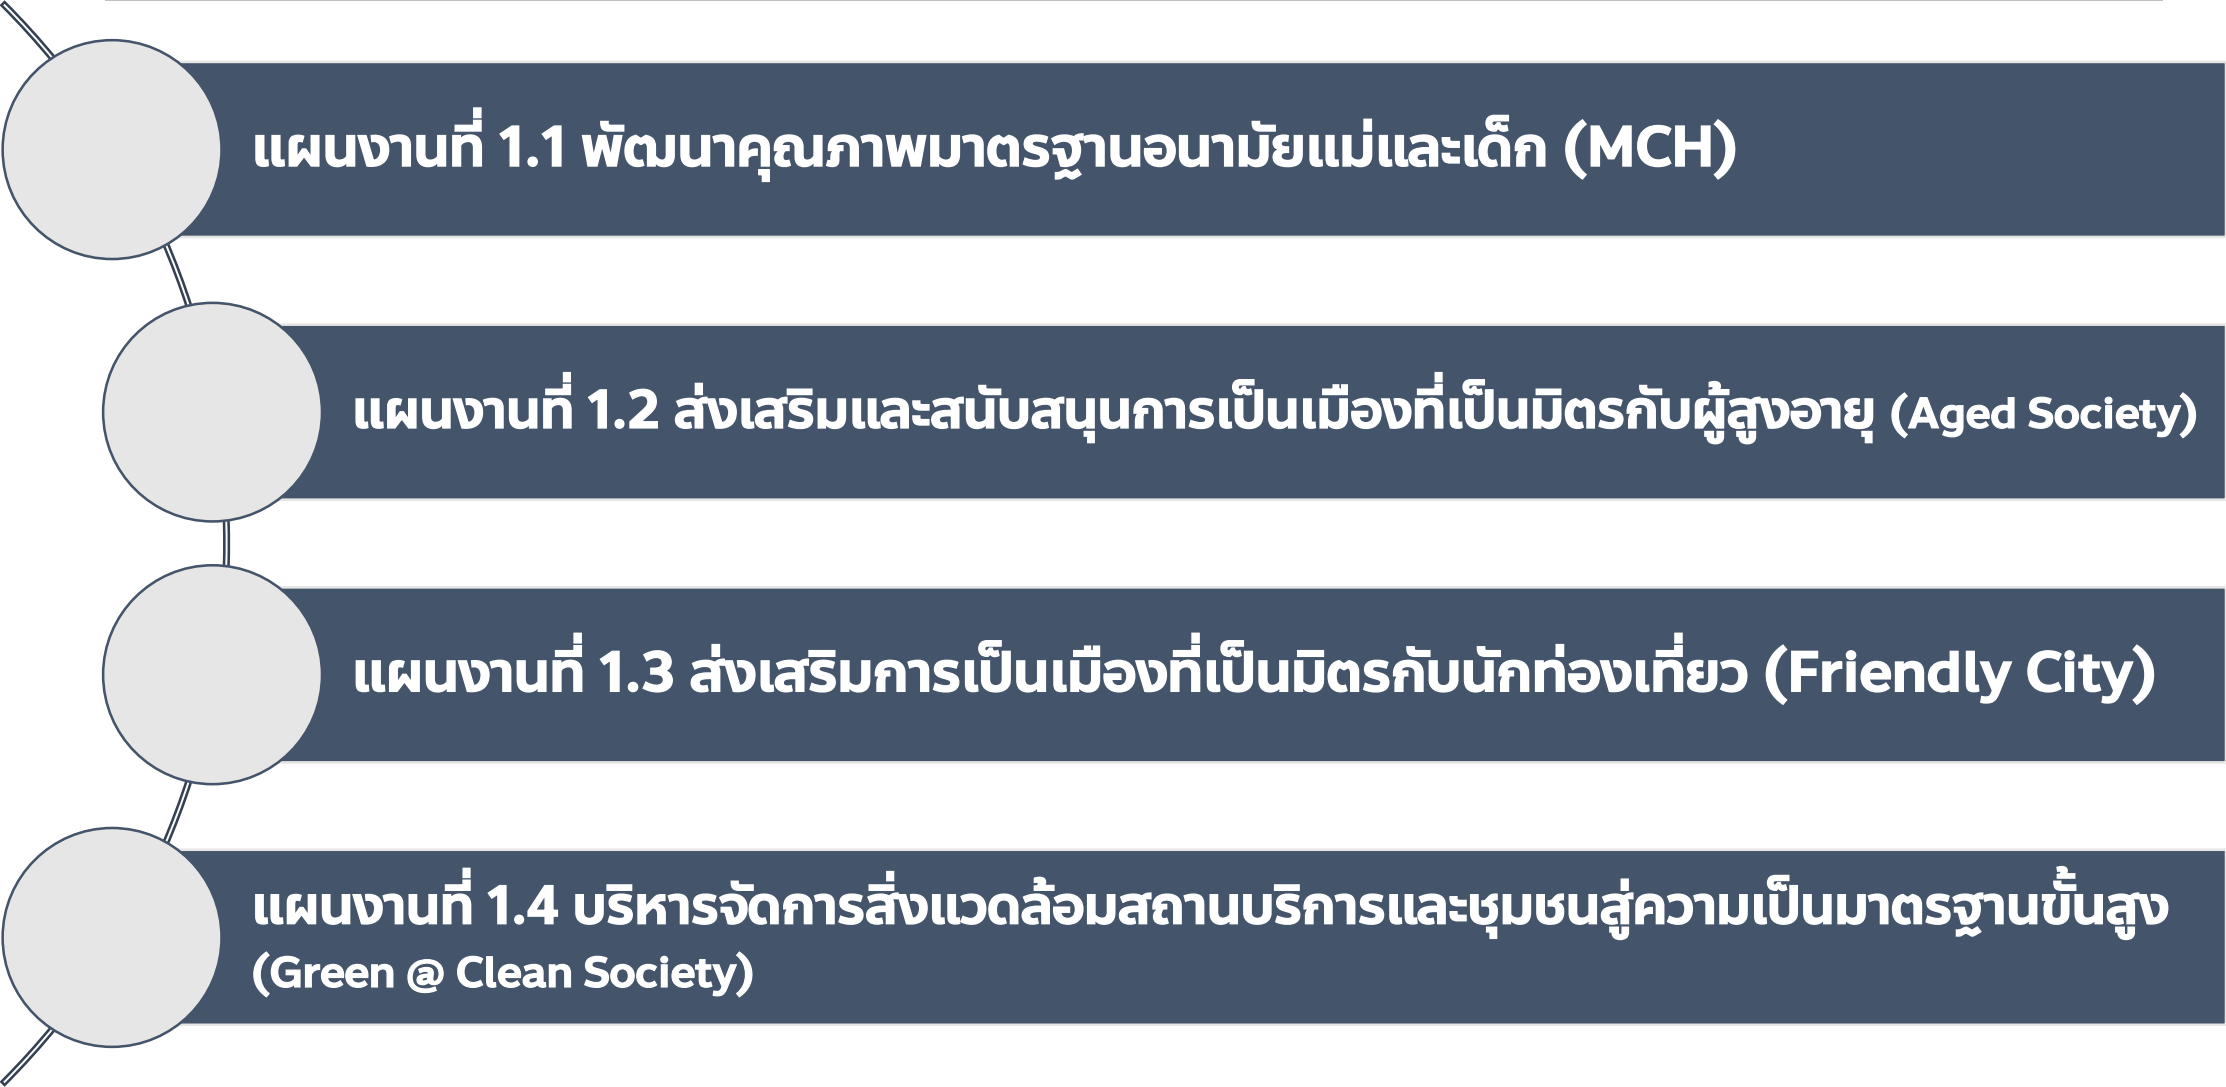 แผนงานที่ 1.1 พัฒนาคุณภาพมาตรฐานอนามัยแม่และเด็ก (MCH)
แผนงานที่ 1.2 ส่งเสริมและสนับสนุนการเป็นเมืองที่เป็นมิตรกับผู้สูงอายุ (Aged Society)
แผนงานที่ 1.3 ส่งเสริมการเป็นเมืองที่เป็นมิตรกับนักท่องเที่ยว (Friendly City)
แผนงานที่ 1.4 บริหารจัดการสิ่งแวดล้อมสถานบริการและชุมชนสู่ความเป็นมาตรฐานขั้นสูง
(Green @ Clean Society)